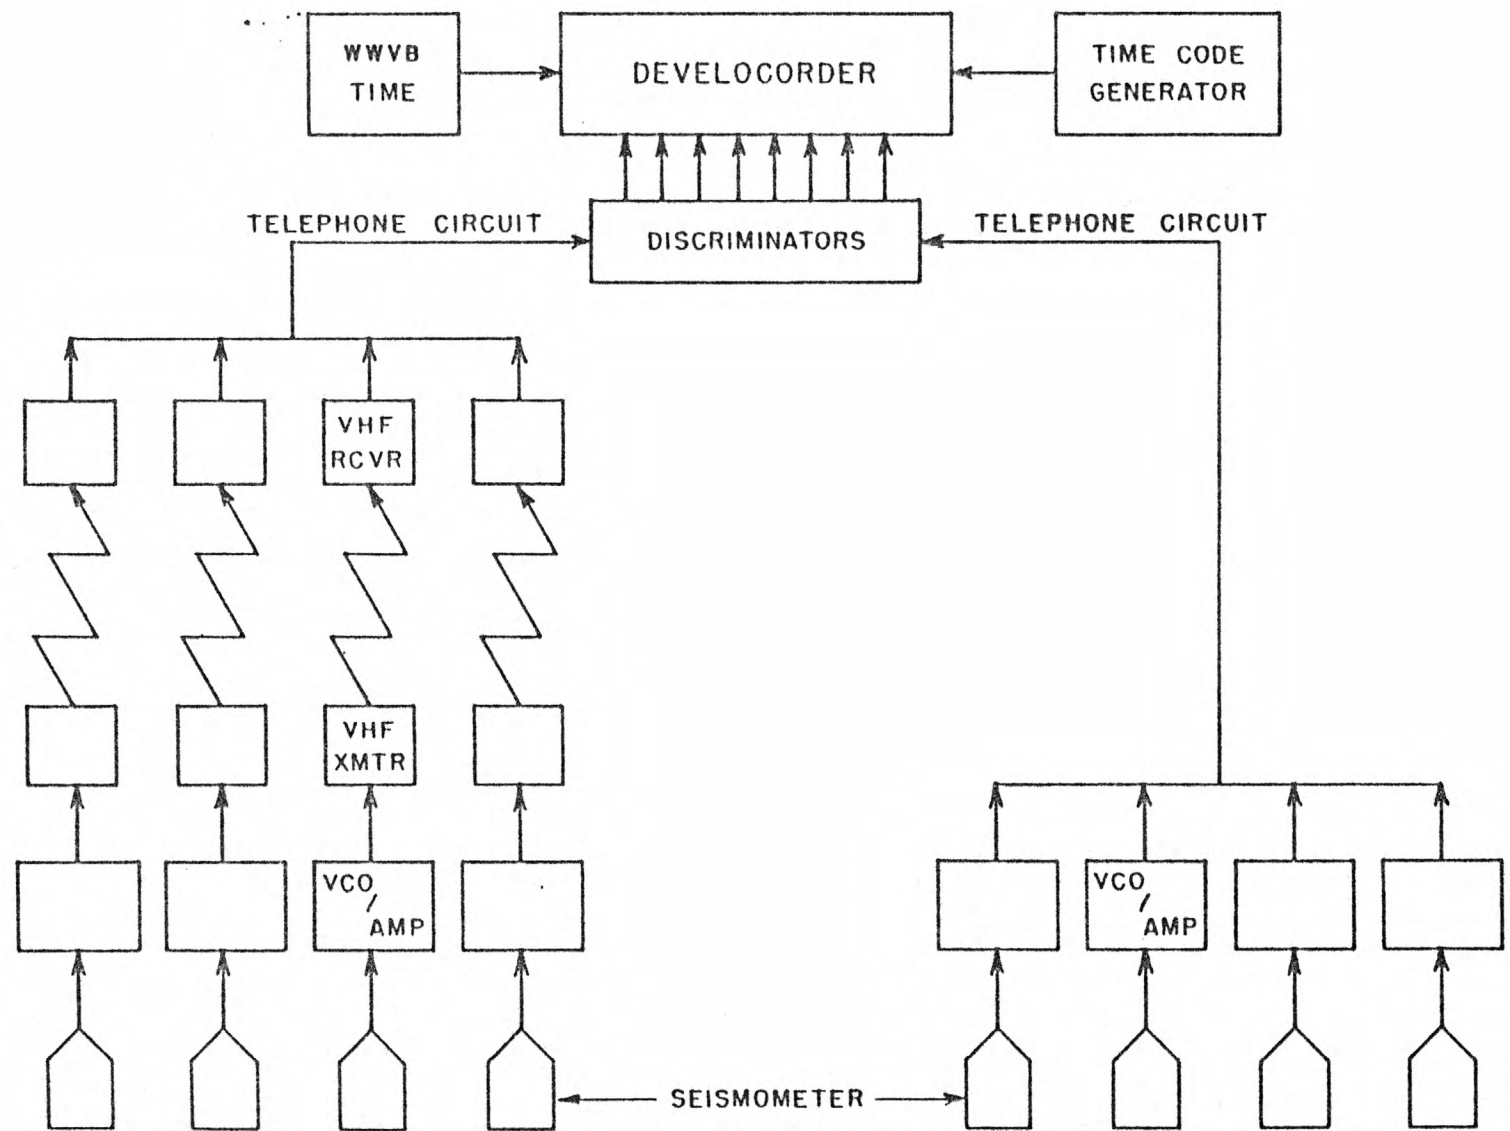 WWVB
TIME
DEVELOCORDER
TIME CODE
GENERATOR
TELEPHONE CIRCUIT
DISCRIMINATORS
TELEPHONE CIRCUIT
VHF
RCVR
VHF
XMTR
VCO/
AMP
VCO/
AMP
SEISMOMETER